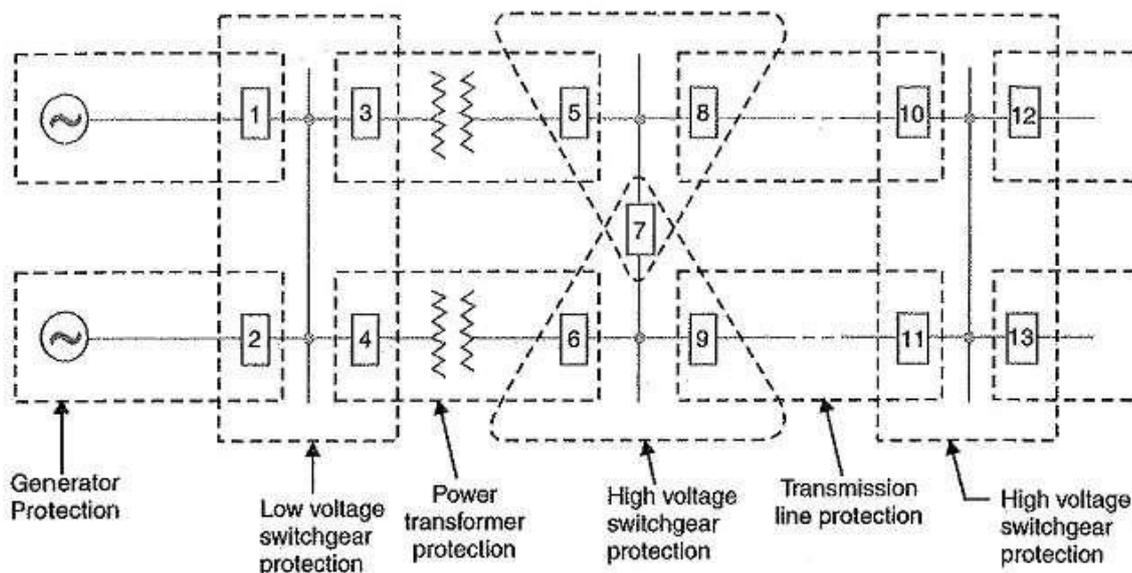 1
3
5
8
10
12
7
2
4
6
9
11
13
Generator
Protection
Low voltage
switchgear
protection
Power
transformer
protection
High voltage
switchgear
protection
Transmission
line protection
High voltage
switchgear
protection